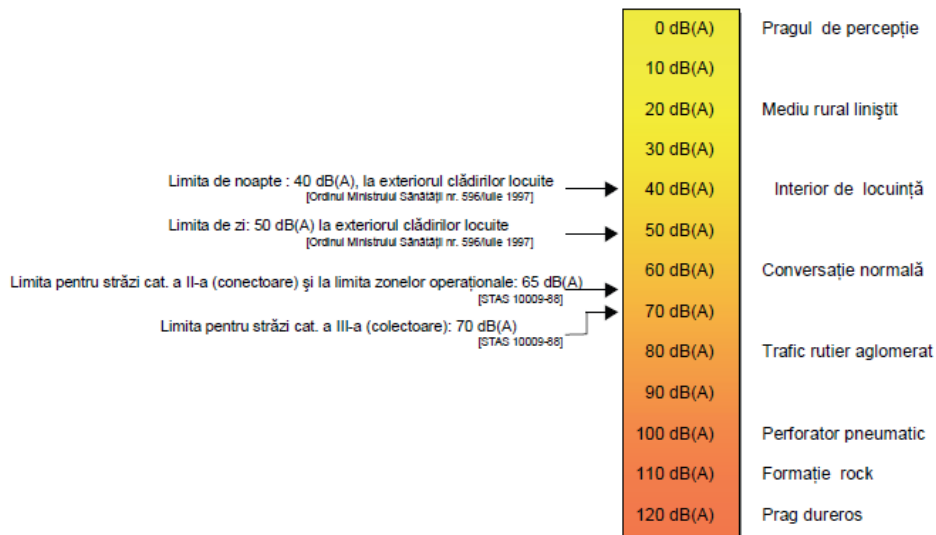 0 dB(A) Pragul de percepție
10 dB(A)
20 dB(A) Mediu rural liniştit
30 dB(A)
Limita de noapte : 40 dB(A), la exteriorul clădirilor locuite
[Ordinul Ministrului Sănătăţii nr. 596/iulie 1997]
40 dB(A) Interior de locuință
Limita de zi: 50 dB(A) la exteriorul clădirilor locuite
[Ordinul Ministrului Sănătăţii nr. 596/iulie 1997]
50 dB(A)
60 dB(A) Conversație normală
Limita pentru străzi cat. a II-a (conectoare) şi la limita zonelor operaționale: 65 dB(A)
[STAS 10009-88]
70 dB(A)
Limita pentru străzi cat. a III-a (colectoare): 70 dB(A)
[STAS 10009-88]
80 dB(A) Trafic rutier aglomerat
90 dB(A)
100 dB(A) Perforator pneumatic
110 dB(A) Formație rock
120 dB(A) Prag dureros